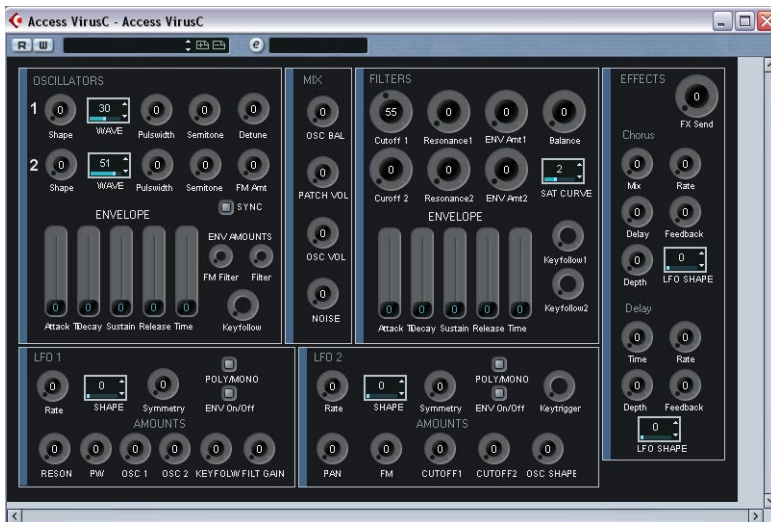 Access VirusC - Access VirusC
R W e
OSCILLATORS
1 0 30 0 0 0
Shape WAVE Pulswidth Semitone Detune
2 0 51 0 0 0
Shape WAVE Pulswidth Semitone FM Amt
SYNC
ENVELOPE
ENV AMOUNTS
FM Filter Filter
0 0 0 0 0
Attack TDecay Sustain Release Time
Keyfollow
MIX
0
OSC BAL
0
PATCH VOL
0
OSC VOL
0
NOISE
FILTERS
55 0 0 0
Cutoff 1 Resonance1 ENV Amt1 Balance
0 0 0 2
Curoff 2 Resonance2 ENV Amt2 SAT CURVE
ENVELOPE
Keyfollow1
Keyfollow2
0 0 0 0 0
Attack TDecay Sustain Release Time
EFFECTS
0
FX Send
Chorus
0 0
Mix Rate
0 0
Delay Feedback
0 0
Depth LFO SHAPE
Delay
0 0
Time Rate
0 0
Depth Feedback
0
LFO SHAPE
LFO 1
0 0 0
Rate SHAPE Symmetry
POLY/MONO
ENV On/Off
AMOUNTS
0 0 0 0 0 0
RESON PW OSC 1 OSC 2 KEYFOLW FILT GAIN
LFO 2
0 0 0
Rate SHAPE Symmetry
POLY/MONO
ENV On/Off
Keytrigger
AMOUNTS
0 0 0 0 0
PAN FM CUTOFF1 CUTOFF2 OSC SHAPE